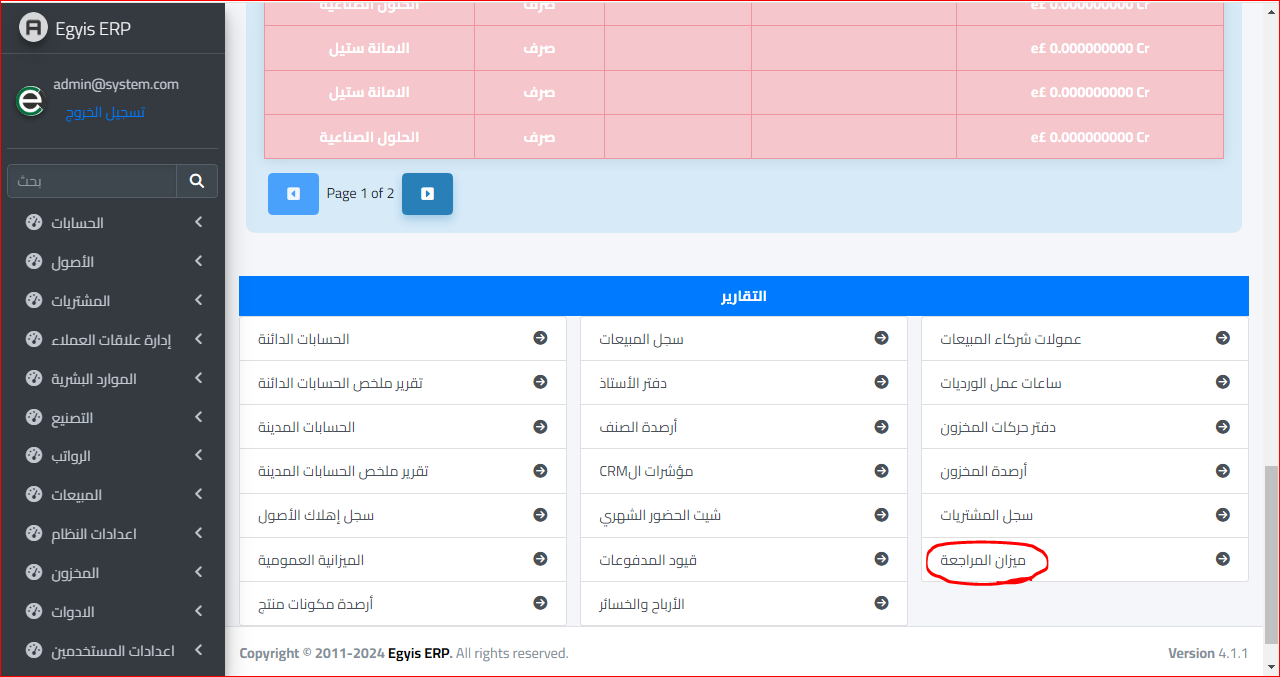 Egyis ERP
admin@system.com
تسجيل الخروج
بحث
الحسابات
الأصول
المشتريات
إدارة علاقات العملاء
الموارد البشرية
التصنيع
الرواتب
المبيعات
اعدادات النظام
المخزون
الادوات
اعدادات المستخدمين
الحلول الصناعية صرف e£ 0.000000000 Cr
الامانة ستيل صرف e£ 0.000000000 Cr
الامانة ستيل صرف e£ 0.000000000 Cr
الحلول الصناعية صرف e£ 0.000000000 Cr
Page 1 of 2
التقارير
الحسابات الدائنة
تقرير ملخص الحسابات الدائنة
الحسابات المدينة
تقرير ملخص الحسابات المدينة
سجل إهلاك الأصول
الميزانية العمومية
أرصدة مكونات منتج
سجل المبيعات
دفتر الأستاذ
أرصدة الصنف
مؤشرات الCRM
شيت الحضور الشهري
قيود المدفوعات
الأرباح والخسائر
عمولات شركاء المبيعات
ساعات عمل الورديات
دفتر حركات المخزون
أرصدة المخزون
سجل المشتريات
ميزان المراجعة
Copyright © 2011-2024 Egyis ERP. All rights reserved.
Version 4.1.1